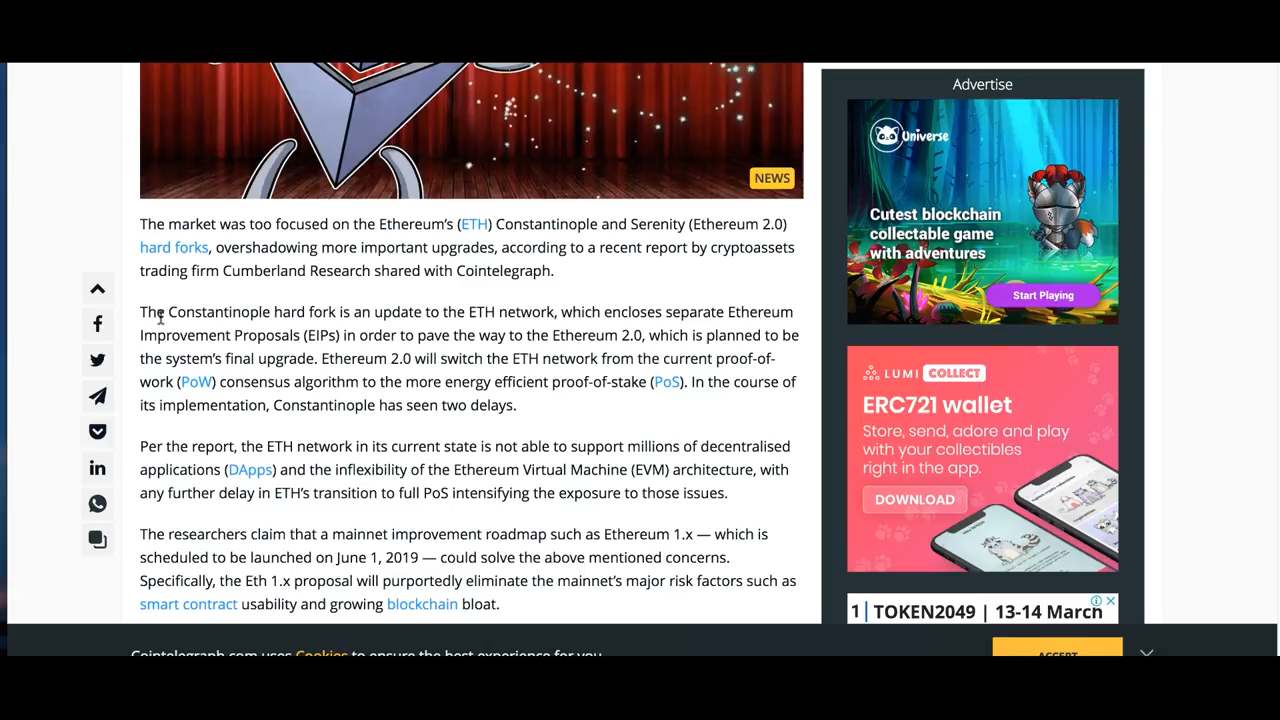 NEWS
The market was too focused on the Ethereum's (ETH) Constantinople and Serenity (Ethereum 2.0)
hard forks, overshadowing more important upgrades, according to a recent report by cryptoassets
trading firm Cumberland Research shared with Cointelegraph.
The Constantinople hard fork is an update to the ETH network, which encloses separate Ethereum
Improvement Proposals (EIPs) in order to pave the way to the Ethereum 2.0, which is planned to be
the system's final upgrade. Ethereum 2.0 will switch the ETH network from the current proof-of-
work (PoW) consensus algorithm to the more energy efficient proof-of-stake (PoS). In the course of
its implementation, Constantinople has seen two delays.
Per the report, the ETH network in its current state is not able to support millions of decentralised
applications (DApps) and the inflexibility of the Ethereum Virtual Machine (EVM) architecture, with
any further delay in ETH's transition to full PoS intensifying the exposure to those issues.
The researchers claim that a mainnet improvement roadmap such as Ethereum 1.x — which is
scheduled to be launched on June 1, 2019 — could solve the above mentioned concerns.
Specifically, the Eth 1.x proposal will purportedly eliminate the mainnet's major risk factors such as
smart contract usability and growing blockchain bloat.
Advertise
Universe
Cutest blockchain
collectable game
with adventures
Start Playing
LUMI COLLECT
ERC721 wallet
Store, send, adore and play
with your collectibles
right in the app.
DOWNLOAD
1 | TOKEN2049 | 13-14 March
Cointelegraph.com uses Cookies to ensure the best experience for you
ACCEPT